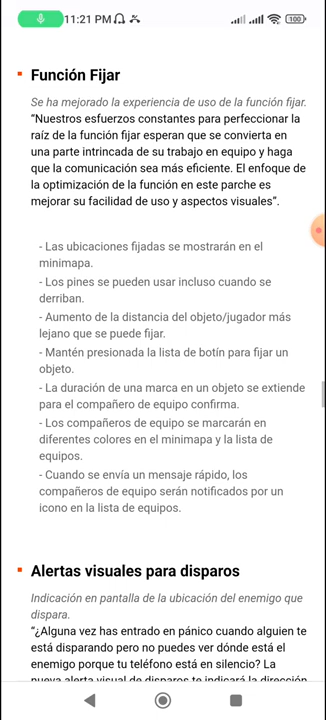 11:21 PM
100
Función Fijar
Se ha mejorado la experiencia de uso de la función fijar.
“Nuestros esfuerzos constantes para perfeccionar la
raíz de la función fijar esperan que se convierta en
una parte intrincada de su trabajo en equipo y haga
que la comunicación sea más eficiente. El enfoque de
la optimización de la función en este parche es
mejorar su facilidad de uso y aspectos visuales”.
- Las ubicaciones fijadas se mostrarán en el
minimapa.
- Los pines se pueden usar incluso cuando se
derriban.
- Aumento de la distancia del objeto/jugador más
lejano que se puede fijar.
- Mantén presionada la lista de botín para fijar un
objeto.
- La duración de una marca en un objeto se extiende
para el compañero de equipo confirma.
- Los compañeros de equipo se marcarán en
diferentes colores en el minimapa y la lista de
equipos.
- Cuando se envía un mensaje rápido, los
compañeros de equipo serán notificados por un
icono en la lista de equipos.
Alertas visuales para disparos
Indicación en pantalla de la ubicación del enemigo que
dispara.
“¿Alguna vez has entrado en pánico cuando alguien te
está disparando pero no puedes ver dónde está el
enemigo porque tu teléfono está en silencio? La
nueva alerta visual de disparos te indicará la dirección